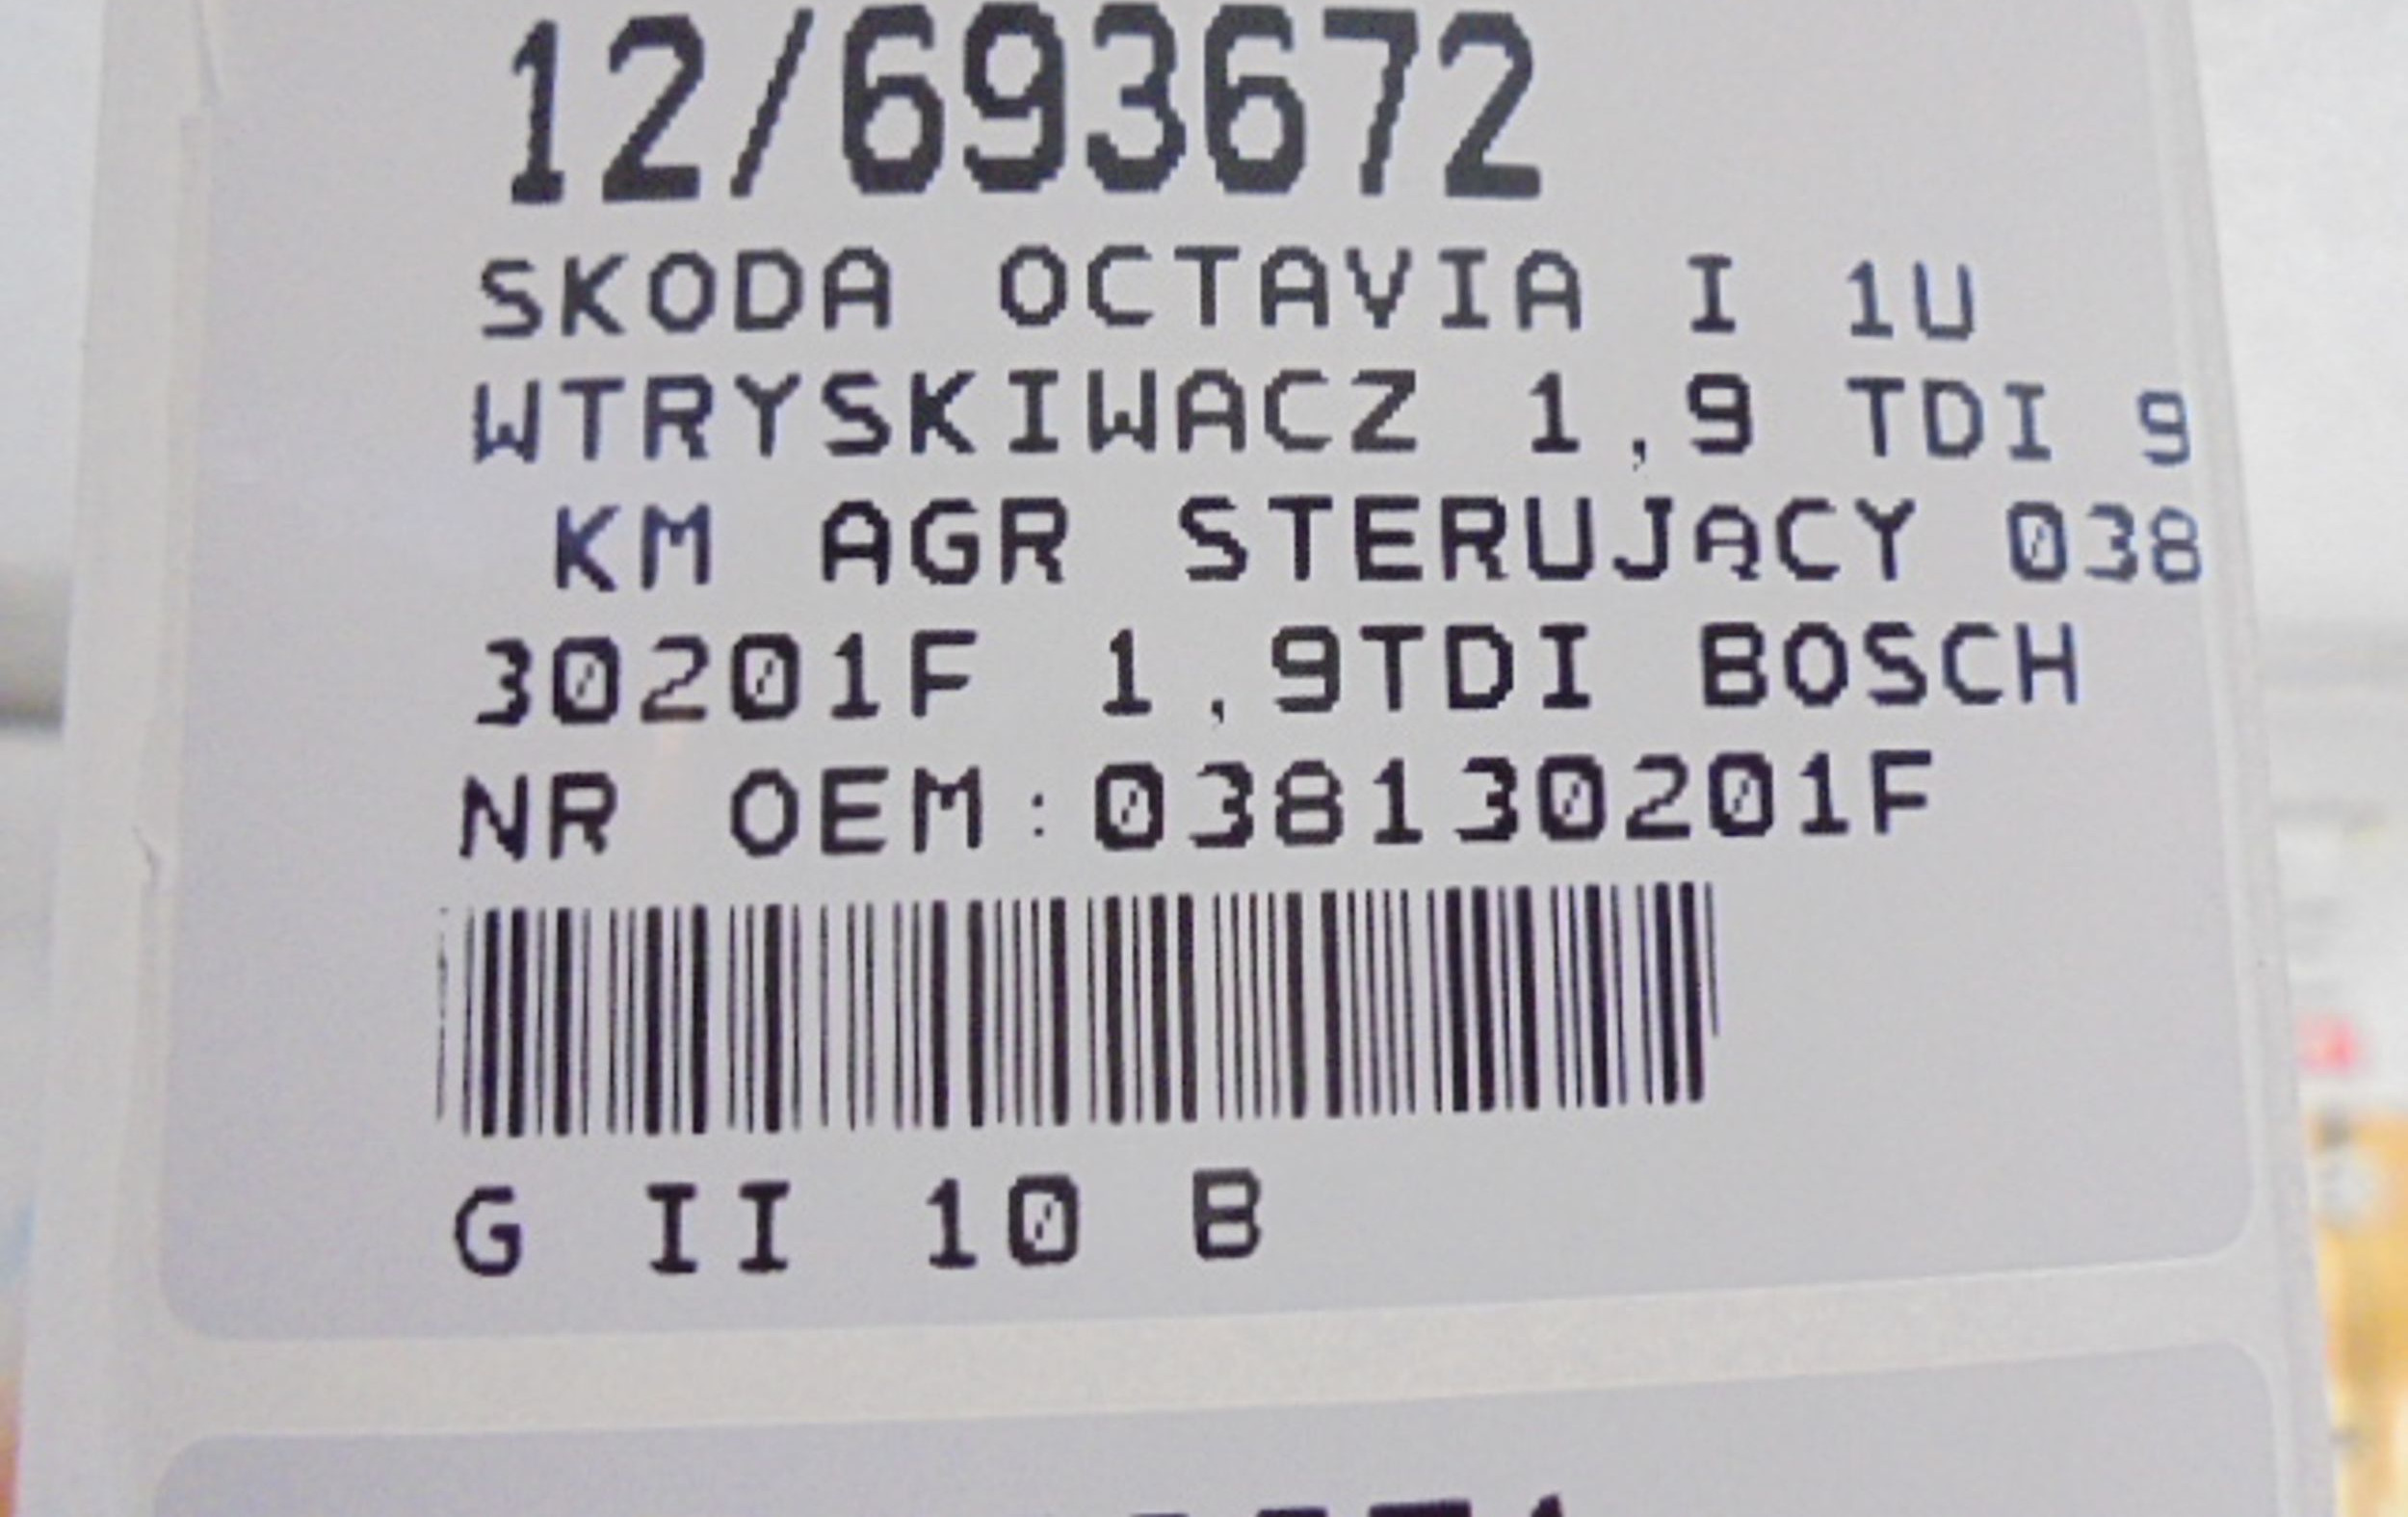 12/693672
SKODA OCTAVIA I 1U
WTRYSKIWACZ 1,9 TDI 9
KM AGR STERUJĄCY 038
30201F 1,9TDI BOSCH
NR OEM:038130201F
G II 10 B